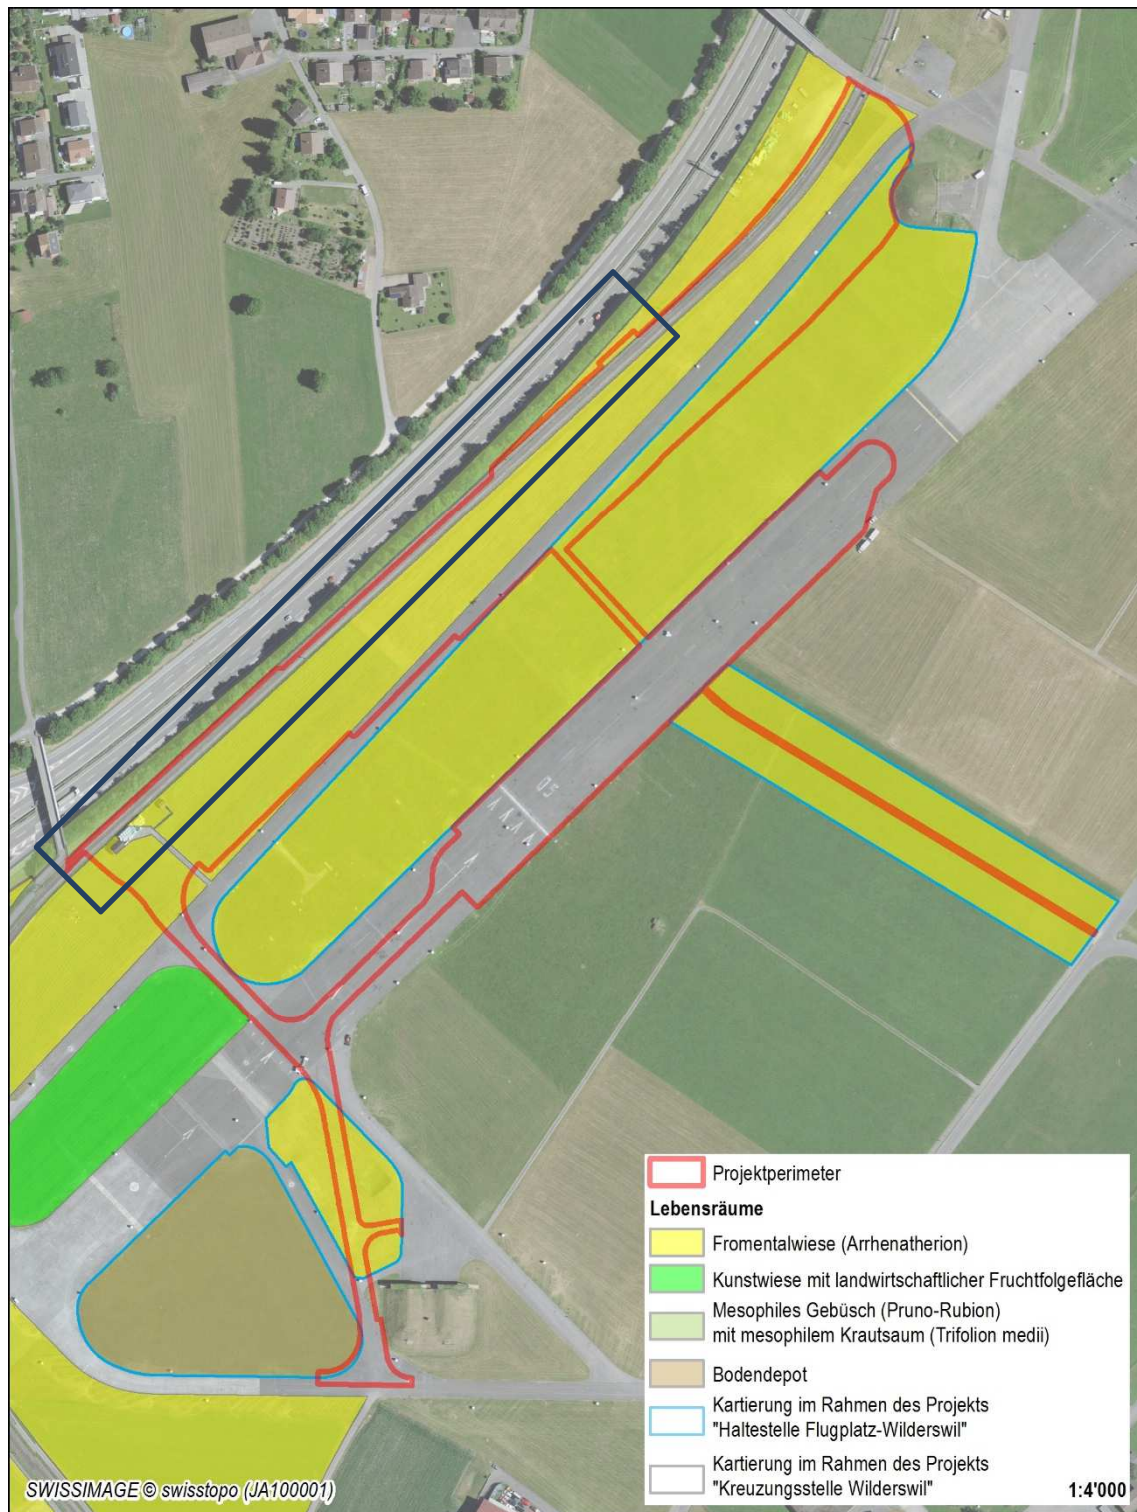 05
Projektperimeter
Lebensräume
Fromentalwiese (Arrhenatherion)
Kunstwiese mit landwirtschaftlicher Fruchtfolgefläche
Mesophiles Gebüsch (Pruno-Rubion)
mit mesophilem Krautsaum (Trifolion medii)
Bodendepot
Kartierung im Rahmen des Projekts
"Haltestelle Flugplatz-Wilderswil"
Kartierung im Rahmen des Projekts
"Kreuzungsstelle Wilderswil"
1:4'000
SWISSIMAGE © swisstopo (JA100001)